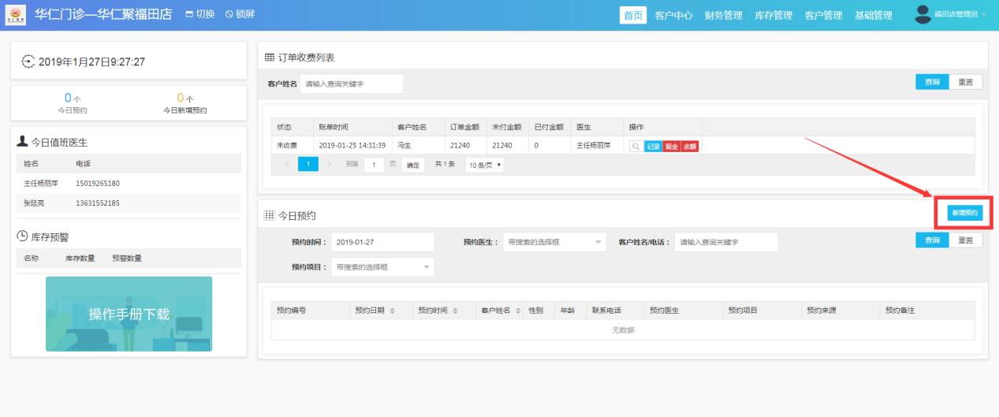 华仁门诊—华仁聚福田店 切换 锁屏
首页 客户中心 财务管理 库存管理 客户管理 基础管理 福田店管理员
2019年1月27日9:27:27
0个 0个
今日预约 今日新增预约
今日值班医生
姓名 电话
主任杨丽萍 15019265180
张廷亮 13631552185
库存预警
名称 库存数量 预警数量
操作手册下载
订单收费列表
客户姓名 请输入查询关键字 查询 重置
状态 账单时间 客户姓名 订单金额 未付金额 已付金额 医生 操作
未收费 2019-01-25 14:31:39 冯生 21240 21240 0 主任杨丽萍 记录 现金 余额
1 到第 1 页 确定 共 1 条 10 条/页
今日预约 新增预约
预约时间: 2019-01-27 预约医生: 带搜索的选择框 客户姓名/电话: 请输入查询关键字 查询 重置
预约项目: 带搜索的选择框
预约编号 预约日期 预约时间 客户姓名 性别 年龄 联系电话 预约医生 预约项目 预约来源 预约备注
无数据